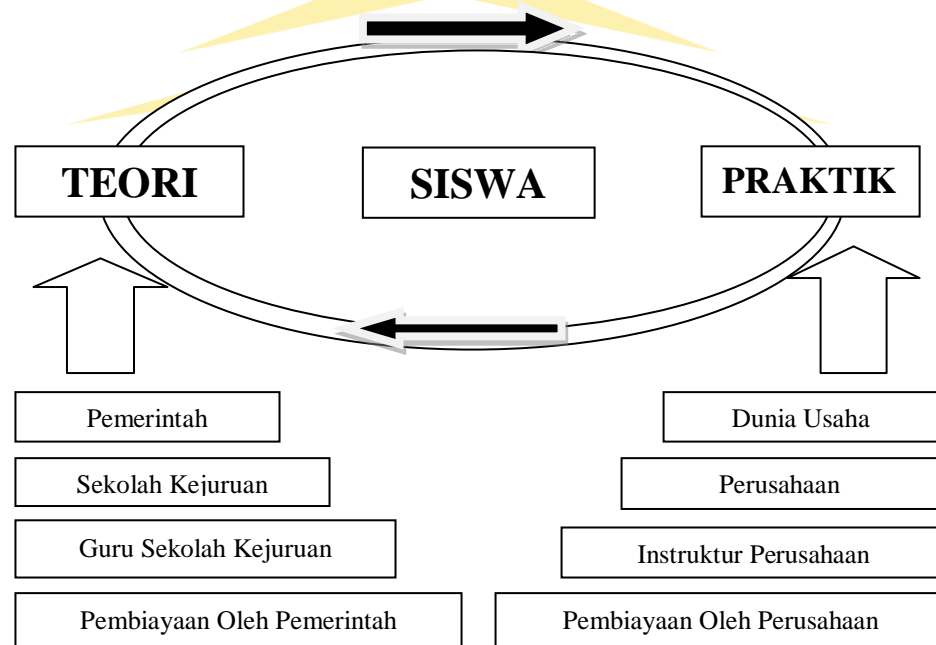 TEORI
SISWA
PRAKTIK
Pemerintah
Dunia Usaha
Sekolah Kejuruan
Perusahaan
Guru Sekolah Kejuruan
Instruktur Perusahaan
Pembiayaan Oleh Pemerintah
Pembiayaan Oleh Perusahaan